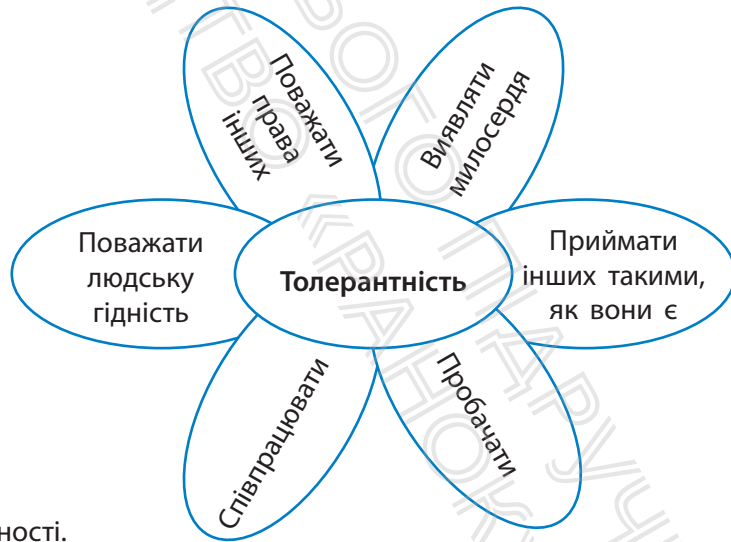 Поважати
права
інших
Виявляти
милосердя
Поважати
людську
гідність
Толерантність
Приймати
інших такими,
як вони є
Співпрацювати
Пробачати
ності.